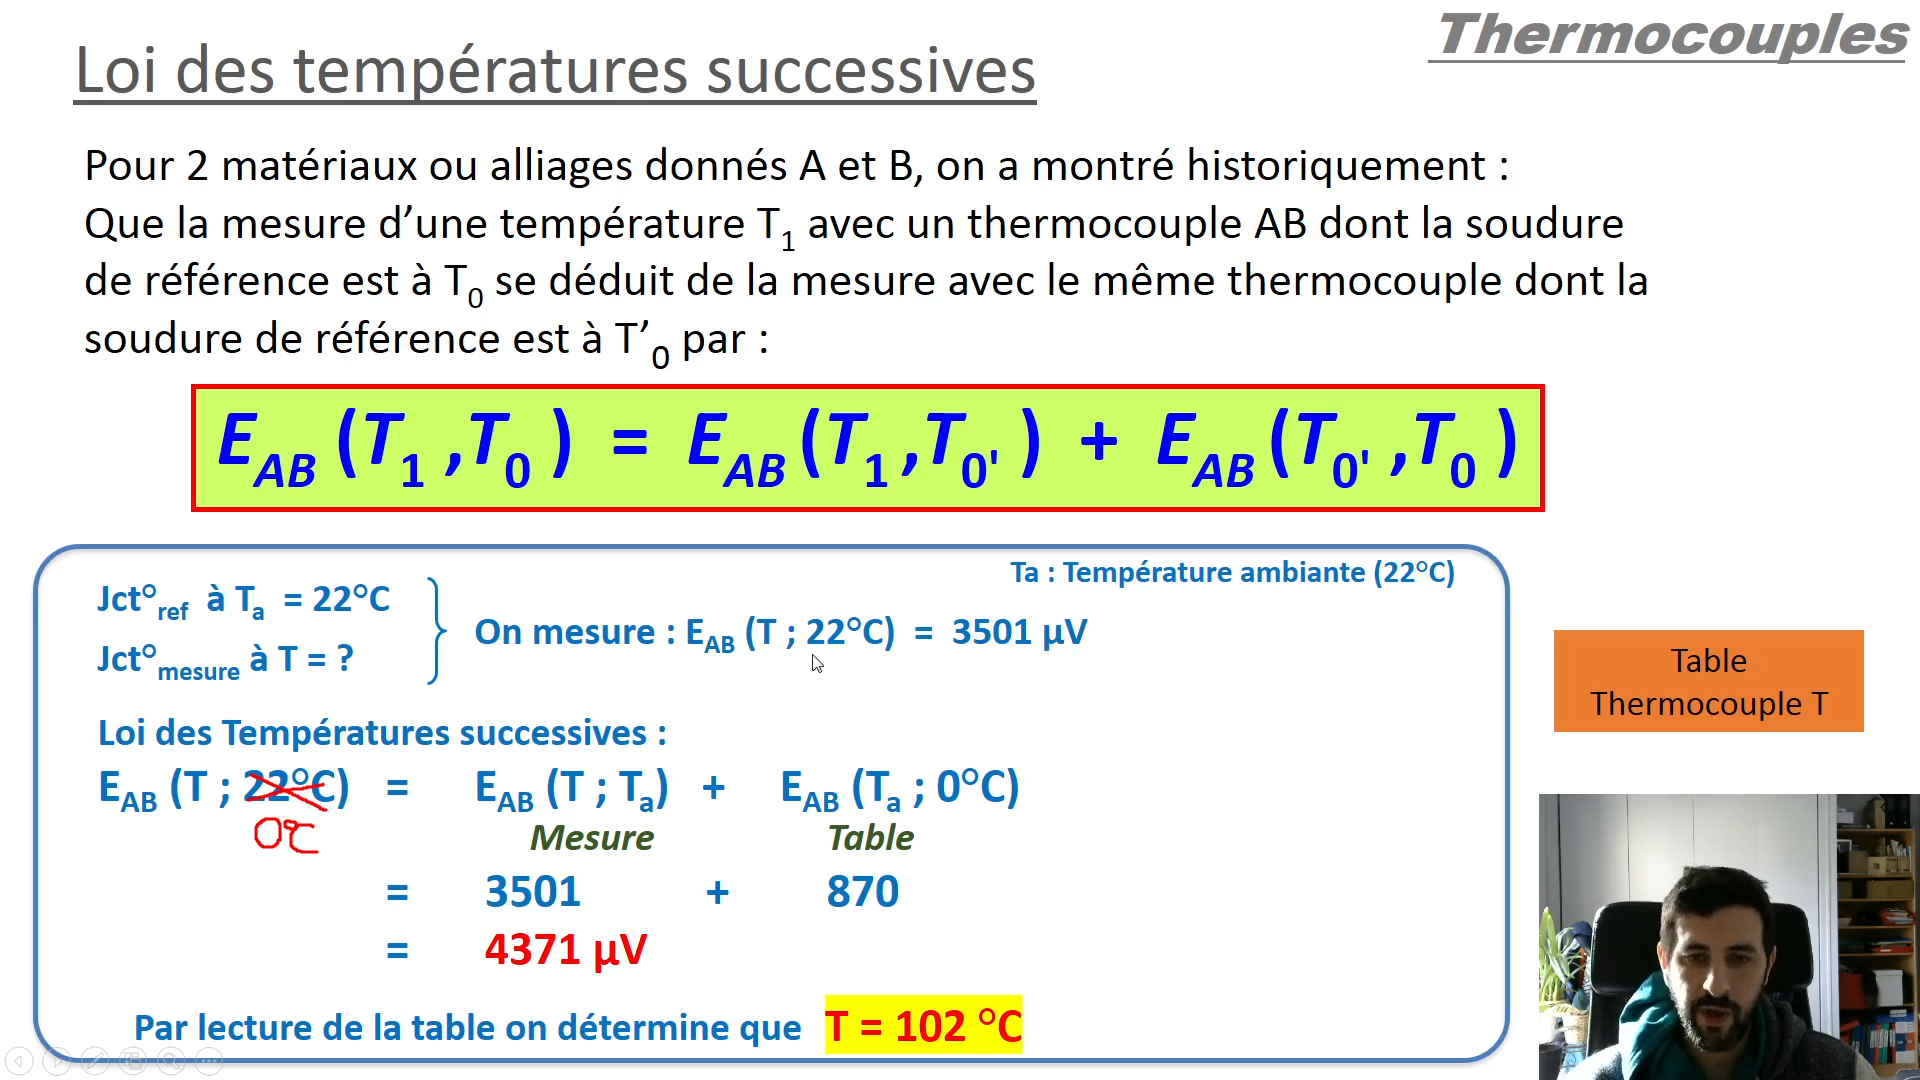 Thermocouples
Loi des températures successives
Pour 2 matériaux ou alliages donnés A et B, on a montré historiquement :
Que la mesure d’une température T1 avec un thermocouple AB dont la soudure
de référence est à T0 se déduit de la mesure avec le même thermocouple dont la
soudure de référence est à T’0 par :
EAB (T1 ,T0 ) = EAB (T1 ,T0' ) + EAB (T0' ,T0 )
Ta : Température ambiante (22°C)
Jct°ref à Ta = 22°C
Jct°mesure à T = ?
On mesure : EAB (T ; 22°C) = 3501 µV
Table
Thermocouple T
Loi des Températures successives :
EAB (T ; 22°C) = EAB (T ; Ta) + EAB (Ta ; 0°C)
0°C
Mesure Table
= 3501 + 870
= 4371 µV
Par lecture de la table on détermine que T = 102 °C